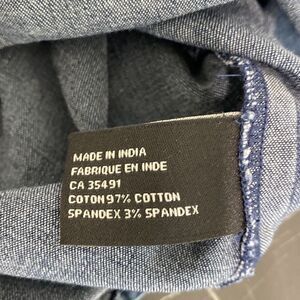 MADE IN INDIA
FABRIQUE EN INDE
CA 35491
COTON 97% COTTON
SPANDEX 3% SPANDEX